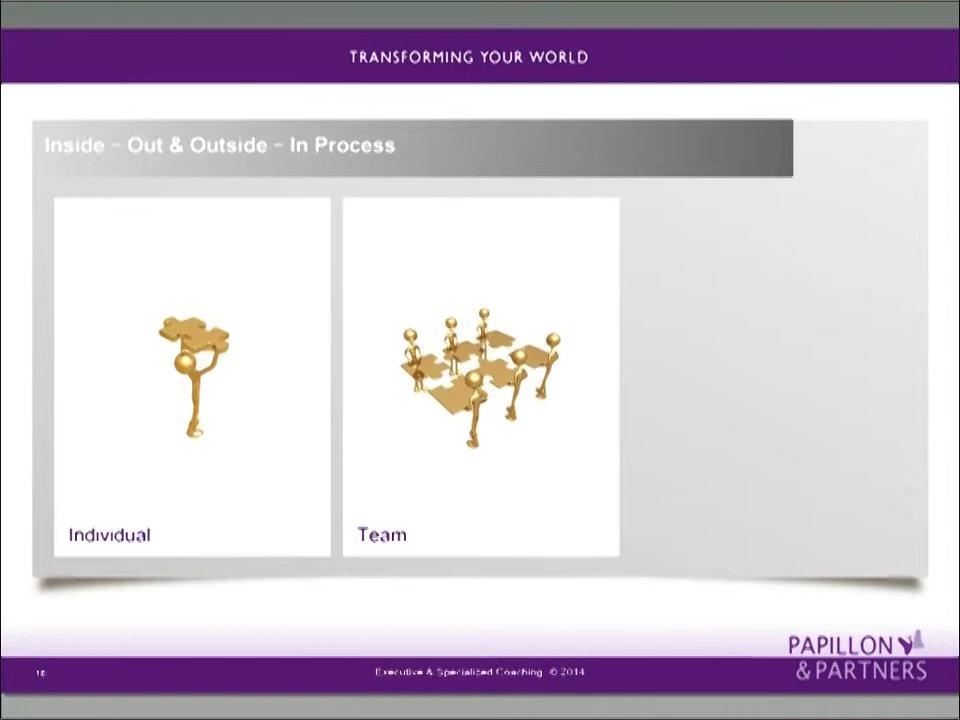 TRANSFORMING YOUR WORLD
Inside – Out & Outside – In Process
Individual
Team
PAPILLON
& PARTNERS
Executive & Specialized Coaching © 2014